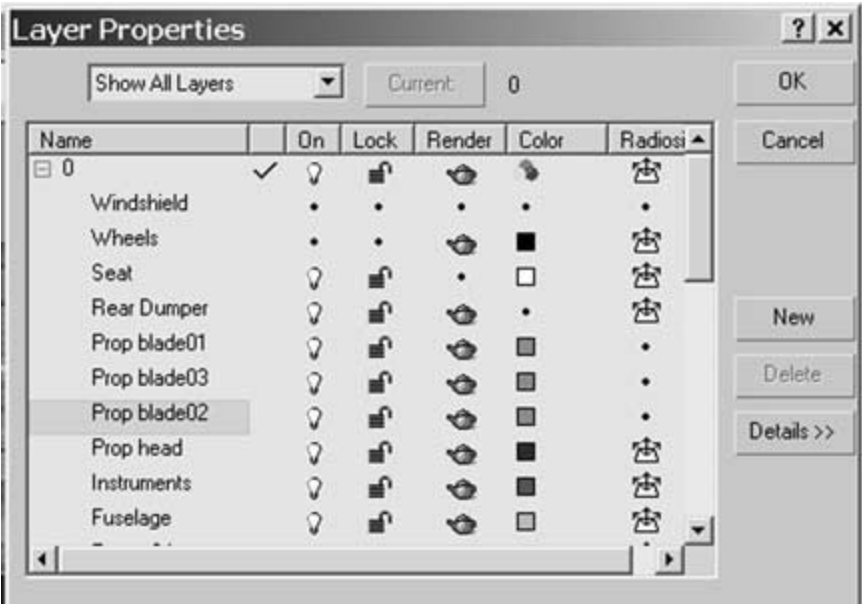 Layer Properties
Show All Layers Current 0 OK
Name On Lock Render Color Radiosi Cancel
0
Windshield
Wheels
Seat
Rear Dumper
Prop blade01
New
Prop blade03
Delete
Prop blade02
Details >>
Prop head
Instruments
Fuselage